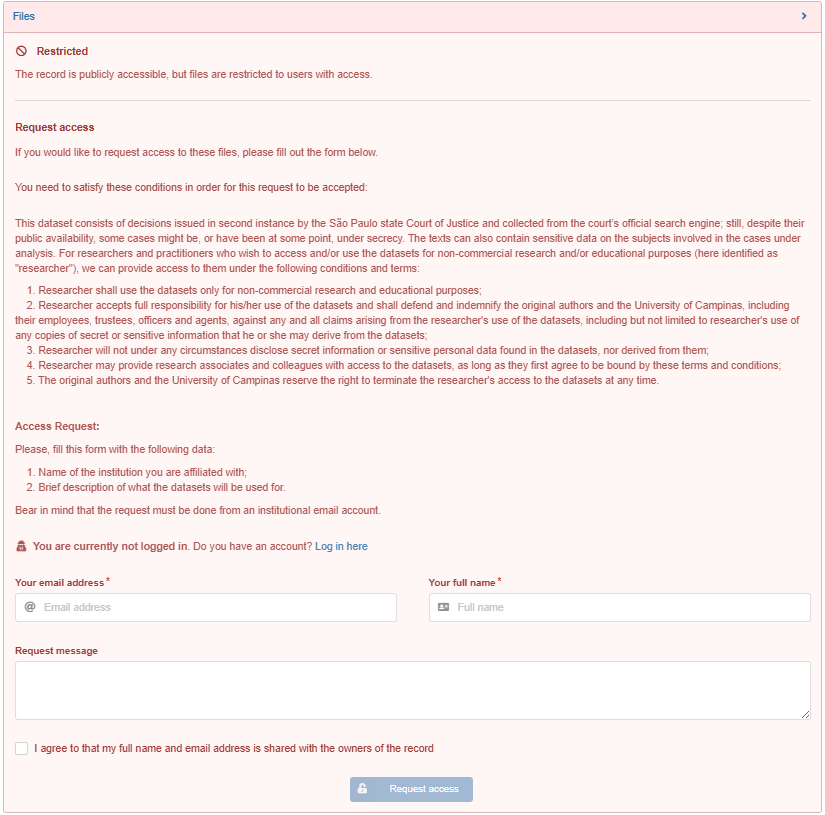 Files
Restricted
The record is publicly accessible, but files are restricted to users with access.
Request access
If you would like to request access to these files, please fill out the form below.
You need to satisfy these conditions in order for this request to be accepted:
This dataset consists of decisions issued in second instance by the São Paulo state Court of Justice and collected from the court's official search engine; still, despite their
public availability, some cases might be, or have been at some point, under secrecy. The texts can also contain sensitive data on the subjects involved in the cases under
analysis. For researchers and practitioners who wish to access and/or use the datasets for non-commercial research and/or educational purposes (here identified as
"researcher"), we can provide access to them under the following conditions and terms:
1. Researcher shall use the datasets only for non-commercial research and educational purposes;
2. Researcher accepts full responsibility for his/her use of the datasets and shall defend and indemnify the original authors and the University of Campinas, including
their employees, trustees, officers and agents, against any and all claims arising from the researcher's use of the datasets, including but not limited to researcher's use of
any copies of secret or sensitive information that he or she may derive from the datasets;
3. Researcher will not under any circumstances disclose secret information or sensitive personal data found in the datasets, nor derived from them;
4. Researcher may provide research associates and colleagues with access to the datasets, as long as they first agree to be bound by these terms and conditions;
5. The original authors and the University of Campinas reserve the right to terminate the researcher's access to the datasets at any time.
Access Request:
Please, fill this form with the following data:
1. Name of the institution you are affiliated with;
2. Brief description of what the datasets will be used for.
Bear in mind that the request must be done from an institutional email account.
You are currently not logged in. Do you have an account? Log in here
Your email address * Your full name *
@ Email address Full name
Request message
I agree to that my full name and email address is shared with the owners of the record
Request access